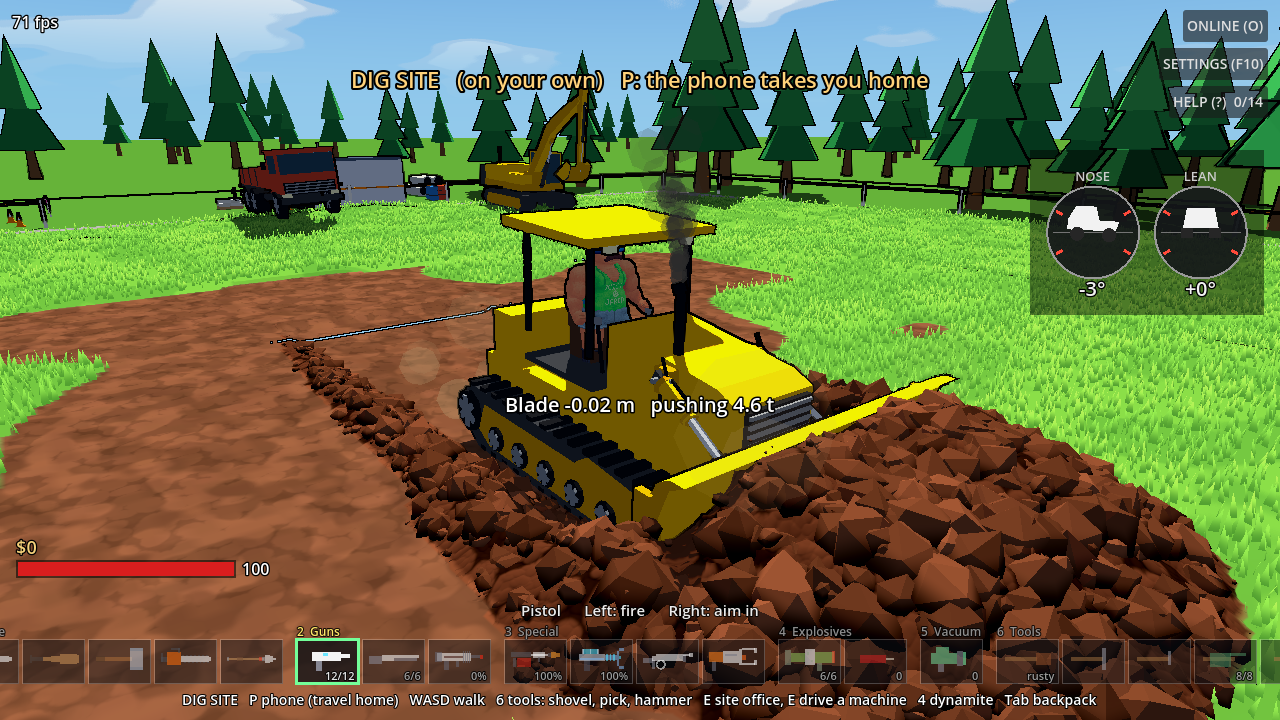 71 fps
ONLINE (O)
SETTINGS (F10)
HELP (?) 0/14
DIG SITE (on your own) P: the phone takes you home
NOSE LEAN
-3° +0°
Blade -0.02 m pushing 4.6 t
$0
100
Pistol Left: fire Right: aim in
2 Guns 3 Special 4 Explosives 5 Vacuum 6 Tools
12/12 6/6 0% 100% 100% 6/6 0 0 rusty 8/8
DIG SITE P phone (travel home) WASD walk 6 tools: shovel, pick, hammer E site office, E drive a machine 4 dynamite Tab backpack